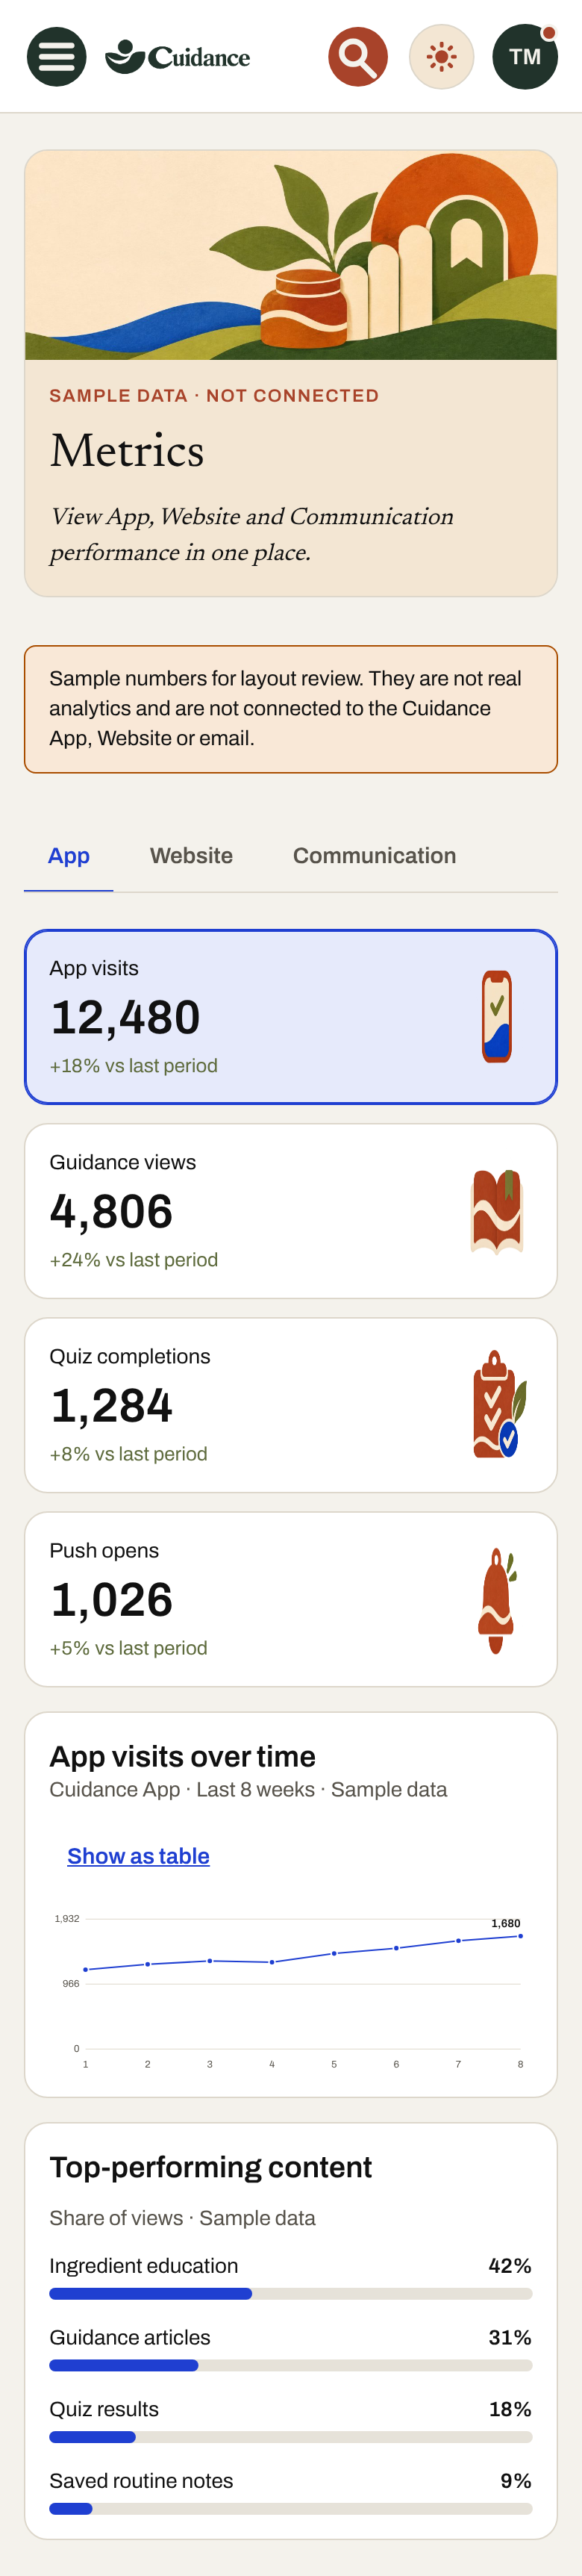 Cuidance
TM
SAMPLE DATA · NOT CONNECTED
Metrics
View App, Website and Communication
performance in one place.
Sample numbers for layout review. They are not real
analytics and are not connected to the Cuidance
App, Website or email.
App Website Communication
App visits
12,480
+18% vs last period
Guidance views
4,806
+24% vs last period
Quiz completions
1,284
+8% vs last period
Push opens
1,026
+5% vs last period
App visits over time
Cuidance App · Last 8 weeks · Sample data
Show as table
1,932
1,680
966
0
1 2 3 4 5 6 7 8
Top-performing content
Share of views · Sample data
Ingredient education 42%
Guidance articles 31%
Quiz results 18%
Saved routine notes 9%